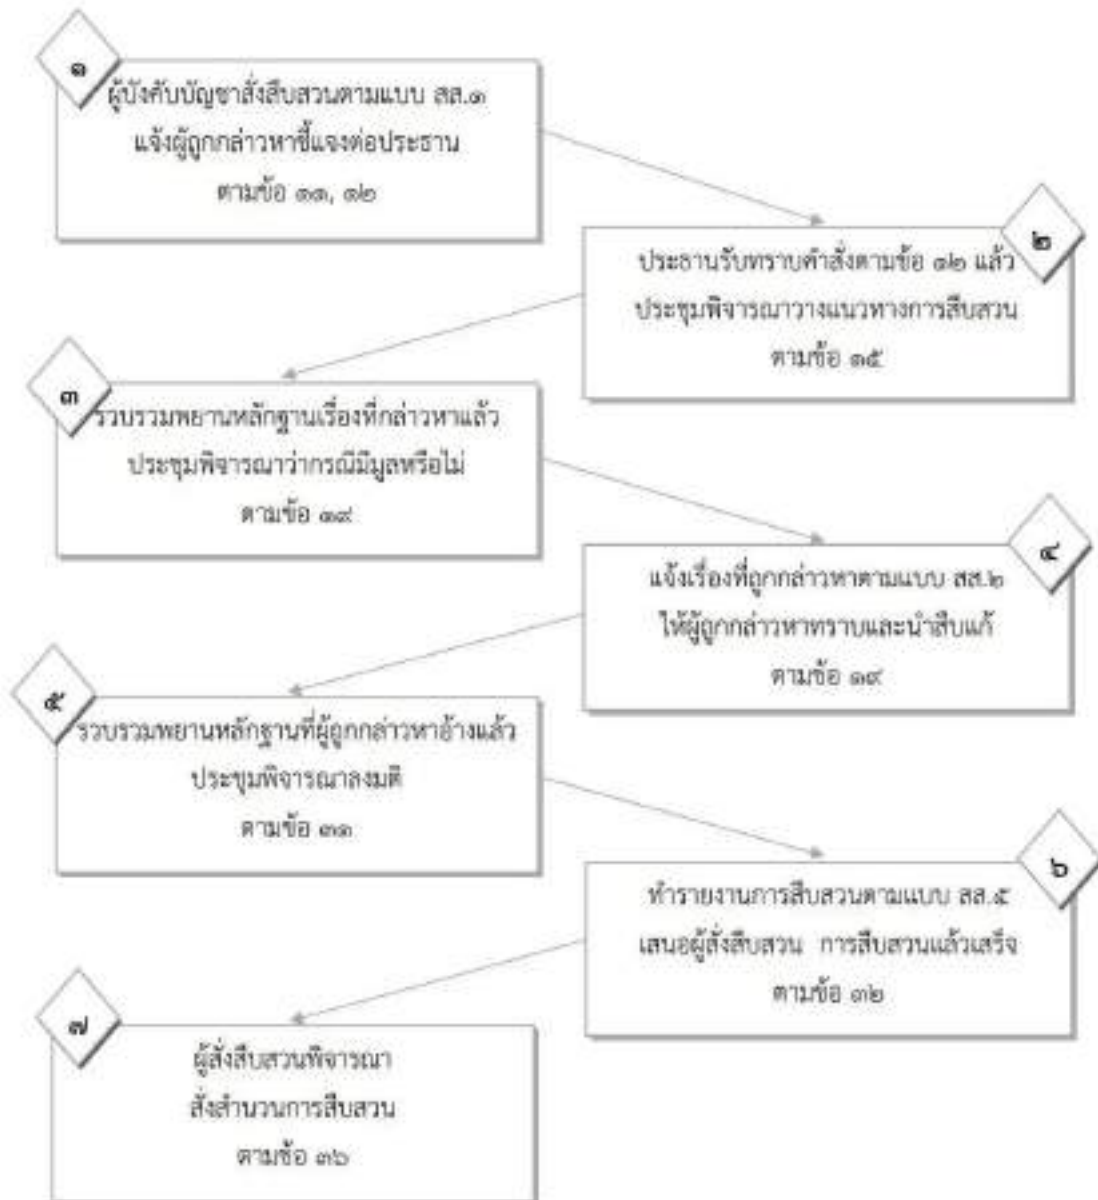 ๑
ผู้บังคับบัญชาสั่งสืบสวนตามแบบ สส.๑
แจ้งผู้ถูกกล่าวหาชี้แจงต่อประธาน
ตามข้อ ๑๑, ๑๒
๒
ประธานรับทราบคำสั่งตามข้อ ๑๒ แล้ว
ประชุมพิจารณาวางแนวทางการสืบสวน
ตามข้อ ๑๕
๓
รวบรวมพยานหลักฐานเรื่องที่กล่าวหาแล้ว
ประชุมพิจารณาว่ากรณีมีมูลหรือไม่
ตามข้อ ๑๙
๔
แจ้งเรื่องที่ถูกกล่าวหาตามแบบ สส.๒
ให้ผู้ถูกกล่าวหาทราบและนำสืบแก้
ตามข้อ ๑๙
๕
รวบรวมพยานหลักฐานที่ผู้ถูกกล่าวหาอ้างแล้ว
ประชุมพิจารณาลงมติ
ตามข้อ ๓๑
๖
ทำรายงานการสืบสวนตามแบบ สส.๕
เสนอผู้สั่งสืบสวน การสืบสวนแล้วเสร็จ
ตามข้อ ๓๒
๗
ผู้สั่งสืบสวนพิจารณา
สั่งสำนวนการสืบสวน
ตามข้อ ๓๖